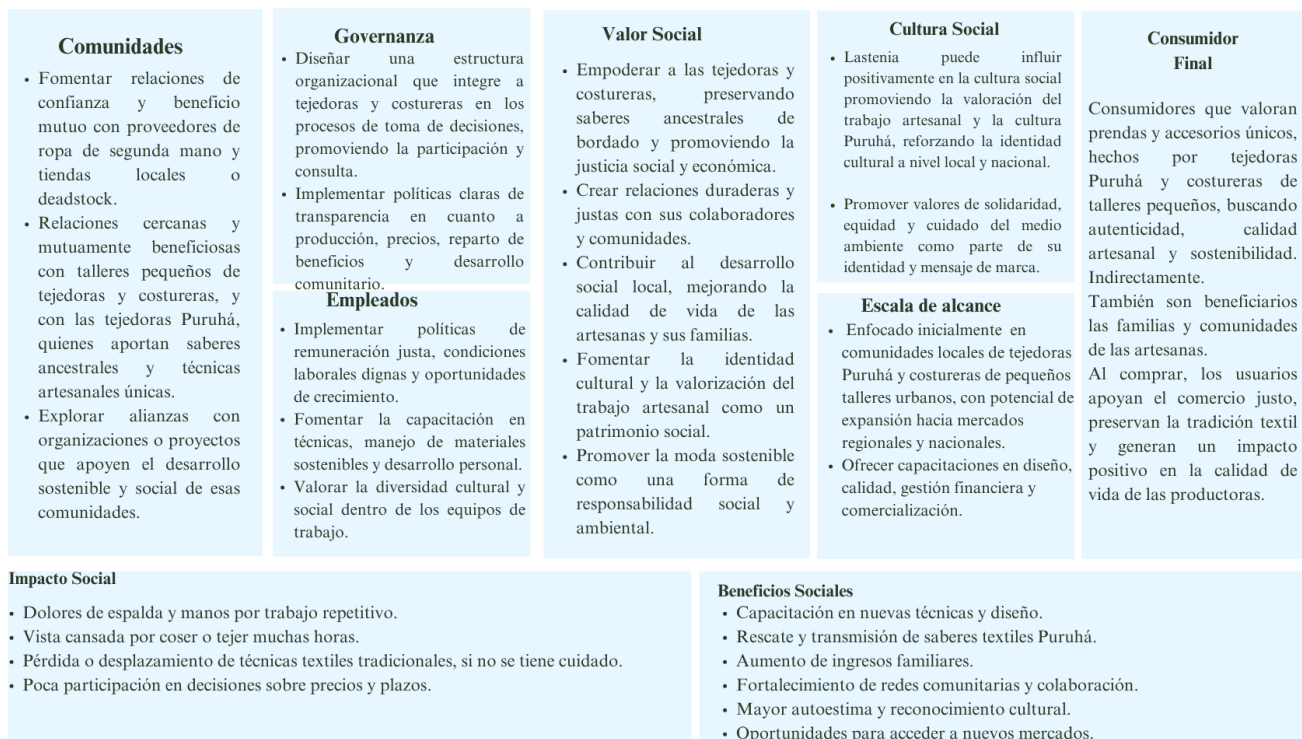 Comunidades
• Fomentar relaciones de
confianza y beneficio
mutuo con proveedores de
ropa de segunda mano y
tiendas locales o
deadstock.
• Relaciones cercanas y
mutuamente beneficiosas
con talleres pequeños de
tejedoras y costureras, y
con las tejedoras Puruhá,
quienes aportan saberes
ancestrales y técnicas
artesanales únicas.
• Explorar alianzas con
organizaciones o proyectos
que apoyen el desarrollo
sostenible y social de esas
comunidades.
Governanza
• Diseñar una estructura
organizacional que integre a
tejedoras y costureras en los
procesos de toma de decisiones,
promoviendo la participación y
consulta.
• Implementar políticas claras de
transparencia en cuanto a
producción, precios, reparto de
beneficios y desarrollo
comunitario.
Empleados
• Implementar políticas de
remuneración justa, condiciones
laborales dignas y oportunidades
de crecimiento.
• Fomentar la capacitación en
técnicas, manejo de materiales
sostenibles y desarrollo personal.
• Valorar la diversidad cultural y
social dentro de los equipos de
trabajo.
Valor Social
• Empoderar a las tejedoras y
costureras, preservando
saberes ancestrales de
bordado y promoviendo la
justicia social y económica.
• Crear relaciones duraderas y
justas con sus colaboradores
y comunidades.
• Contribuir al desarrollo
social local, mejorando la
calidad de vida de las
artesanas y sus familias.
• Fomentar la identidad
cultural y la valorización del
trabajo artesanal como un
patrimonio social.
• Promover la moda sostenible
como una forma de
responsabilidad social y
ambiental.
Cultura Social
• Lastenia puede influir
positivamente en la cultura social
promoviendo la valoración del
trabajo artesanal y la cultura
Puruhá, reforzando la identidad
cultural a nivel local y nacional.
• Promover valores de solidaridad,
equidad y cuidado del medio
ambiente como parte de su
identidad y mensaje de marca.
Escala de alcance
• Enfocado inicialmente en
comunidades locales de tejedoras
Puruhá y costureras de pequeños
talleres urbanos, con potencial de
expansión hacia mercados
regionales y nacionales.
• Ofrecer capacitaciones en diseño,
calidad, gestión financiera y
comercialización.
Consumidor
Final
Consumidores que valoran
prendas y accesorios únicos,
hechos por tejedoras
Puruhá y costureras de
talleres pequeños, buscando
autenticidad, calidad
artesanal y sostenibilidad.
Indirectamente.
También son beneficiarios
las familias y comunidades
de las artesanas.
Al comprar, los usuarios
apoyan el comercio justo,
preservan la tradición textil
y generan un impacto
positivo en la calidad de
vida de las productoras.
Impacto Social
• Dolores de espalda y manos por trabajo repetitivo.
• Vista cansada por coser o tejer muchas horas.
• Pérdida o desplazamiento de técnicas textiles tradicionales, si no se tiene cuidado.
• Poca participación en decisiones sobre precios y plazos.
Beneficios Sociales
• Capacitación en nuevas técnicas y diseño.
• Rescate y transmisión de saberes textiles Puruhá.
• Aumento de ingresos familiares.
• Fortalecimiento de redes comunitarias y colaboración.
• Mayor autoestima y reconocimiento cultural.
• Oportunidades para acceder a nuevos mercados.